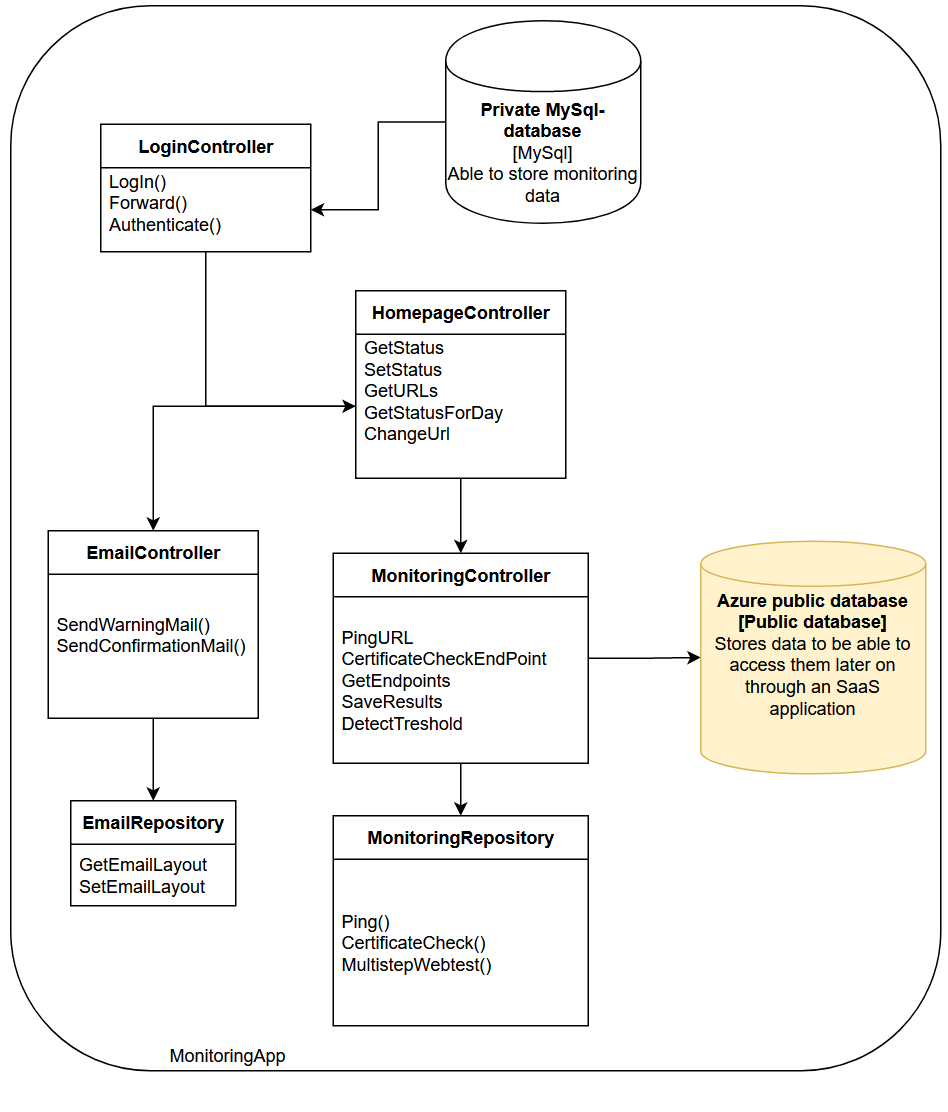 Private MySql-
database
[MySql]
Able to store monitoring
data
LoginController
LogIn()
Forward()
Authenticate()
HomepageController
GetStatus
SetStatus
GetURLs
GetStatusForDay
ChangeUrl
EmailController
SendWarningMail()
SendConfirmationMail()
MonitoringController
PingURL
CertificateCheckEndPoint
GetEndpoints
SaveResults
DetectTreshold
Azure public database
[Public database]
Stores data to be able to
access them later on
through an SaaS
application
EmailRepository
GetEmailLayout
SetEmailLayout
MonitoringRepository
Ping()
CertificateCheck()
MultistepWebtest()
MonitoringApp